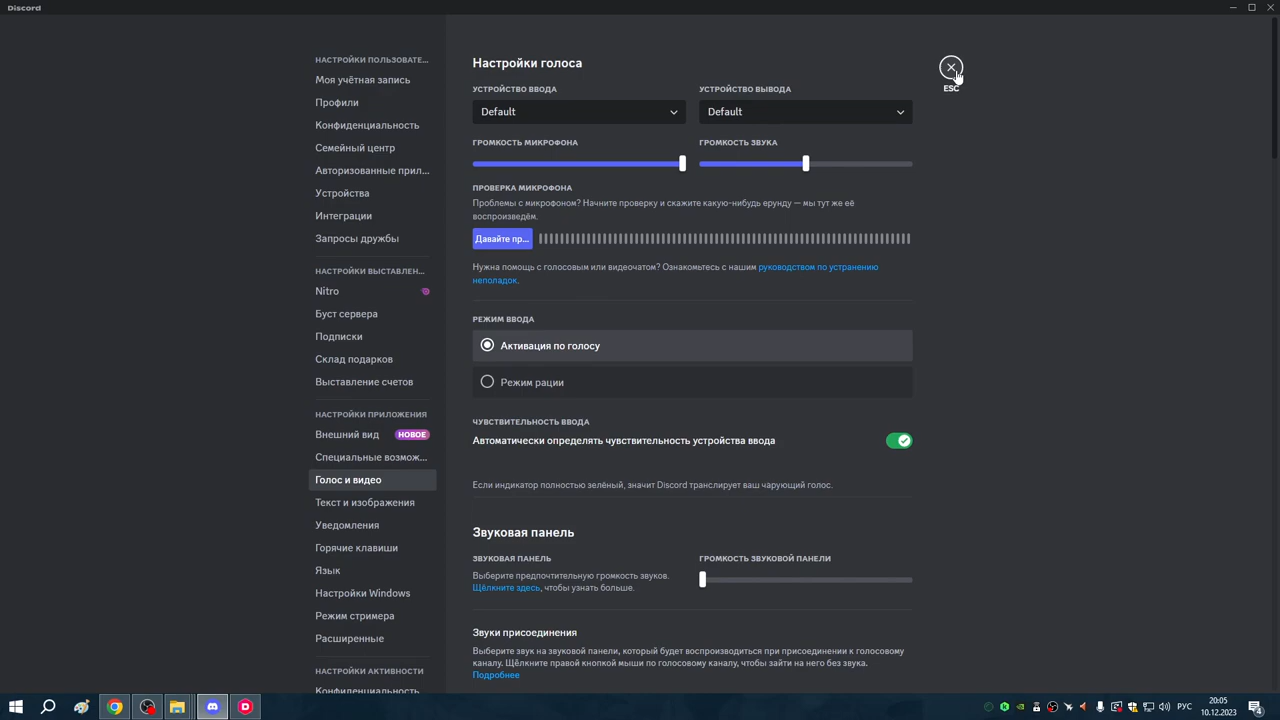 Discord
НАСТРОЙКИ ПОЛЬЗОВАТЕ...
Моя учётная запись
Профили
Конфиденциальность
Семейный центр
Авторизованные прил...
Устройства
Интеграции
Запросы дружбы
НАСТРОЙКИ ВЫСТАВЛЕН...
Nitro
Буст сервера
Подписки
Склад подарков
Выставление счетов
НАСТРОЙКИ ПРИЛОЖЕНИЯ
Внешний вид НОВОЕ
Специальные возмож...
Голос и видео
Текст и изображения
Уведомления
Горячие клавиши
Язык
Настройки Windows
Режим стримера
Расширенные
НАСТРОЙКИ АКТИВНОСТИ
Конфиденциальность
Настройки голоса
ESC
УСТРОЙСТВО ВВОДА УСТРОЙСТВО ВЫВОДА
Default Default
ГРОМКОСТЬ МИКРОФОНА ГРОМКОСТЬ ЗВУКА
ПРОВЕРКА МИКРОФОНА
Проблемы с микрофоном? Начните проверку и скажите какую-нибудь ерунду — мы тут же её
воспроизведём.
Давайте пр...
Нужна помощь с голосовым или видеочатом? Ознакомьтесь с нашим руководством по устранению
неполадок.
РЕЖИМ ВВОДА
Активация по голосу
Режим рации
ЧУВСТВИТЕЛЬНОСТЬ ВВОДА
Автоматически определять чувствительность устройства ввода
Если индикатор полностью зелёный, значит Discord транслирует ваш чарующий голос.
Звуковая панель
ЗВУКОВАЯ ПАНЕЛЬ ГРОМКОСТЬ ЗВУКОВОЙ ПАНЕЛИ
Выберите предпочтительную громкость звуков.
Щёлкните здесь, чтобы узнать больше.
Звуки присоединения
Выберите звук на звуковой панели, который будет воспроизводиться при присоединении к голосовому
каналу. Щёлкните правой кнопкой мыши по голосовому каналу, чтобы зайти на него без звука.
Подробнее
РУС
20:05
10.12.2023
4